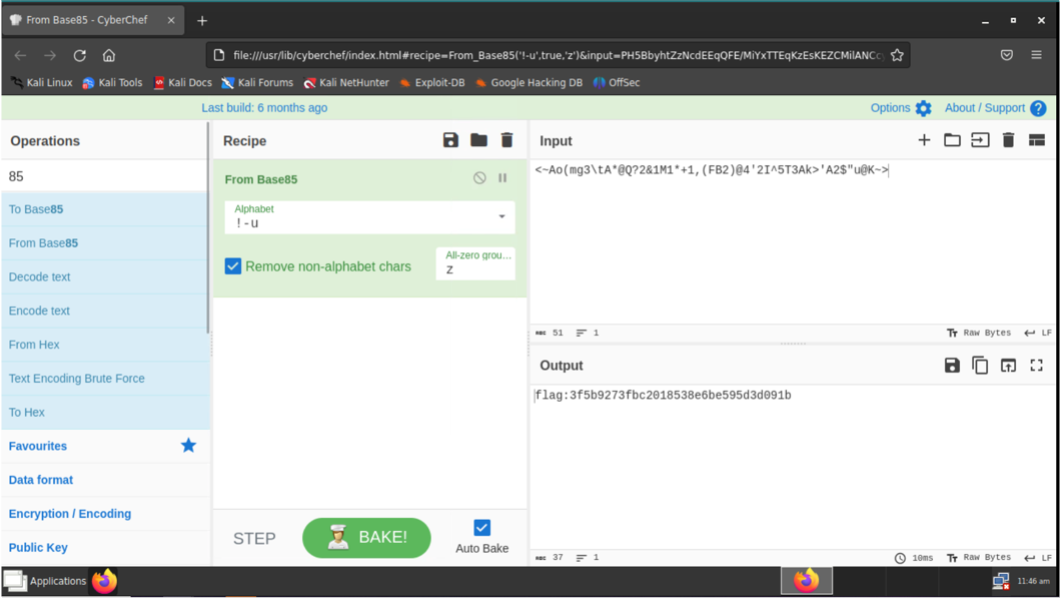 From Base85 - CyberChef
file:///usr/lib/cyberchef/index.html#recipe=From_Base85('!-u',true,'z')&input=PH5BbyhtZzNcdEEqQFE/MiYxTTEqKzEsKEZCMilANCc
Kali Linux Kali Tools Kali Docs Kali Forums Kali NetHunter Exploit-DB Google Hacking DB OffSec
Last build: 6 months ago
Options About / Support
Operations
Recipe
Input
85
From Base85
<~Ao(mg3\tA*@Q?2&1M1*+1,(FB2)@4'2I^5T3Ak>'A2$"u@K~>
Alphabet
!-u
To Base85
From Base85
Remove non-alphabet chars
All-zero grou...
z
Decode text
Encode text
From Hex
Text Encoding Brute Force
To Hex
Favourites
Data format
Encryption / Encoding
Public Key
51 1
Tr Raw Bytes LF
Output
flag:3f5b9273fbc2018538e6be595d3d091b
STEP
BAKE!
Auto Bake
37 1
10ms Tr Raw Bytes LF
Applications
11:46 am